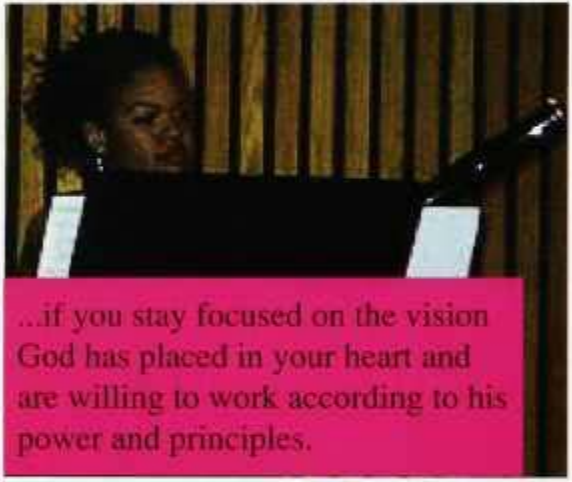 ...if you stay focused on the vision
God has placed in your heart and
are willing to work according to his
power and principles.